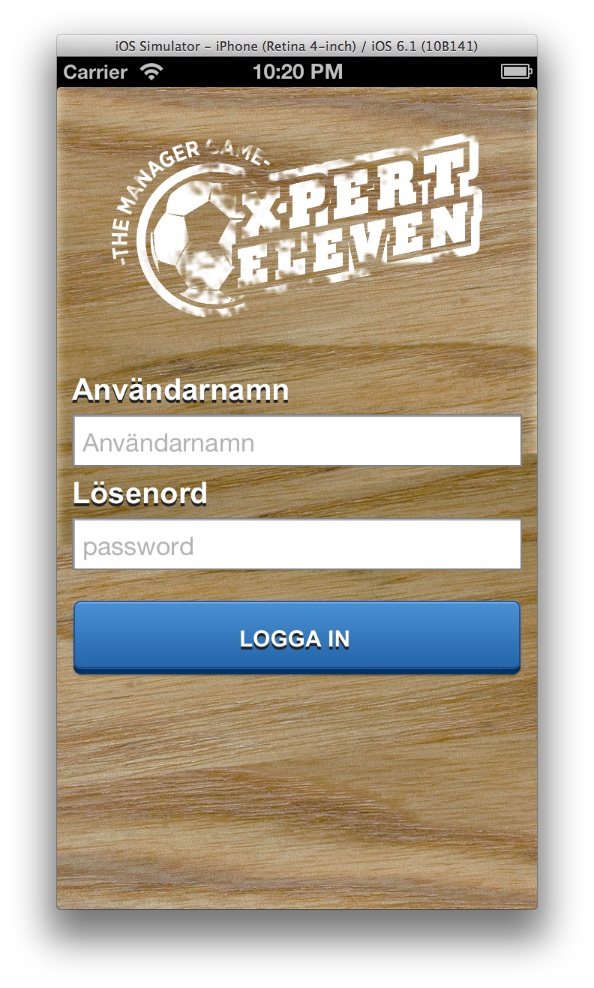 iOS Simulator – iPhone (Retina 4-inch) / iOS 6.1 (10B141)
Carrier 10:20 PM
-THE MANAGER GAME-
XPERT
ELEVEN
Användarnamn
Användarnamn
Lösenord
password
LOGGA IN